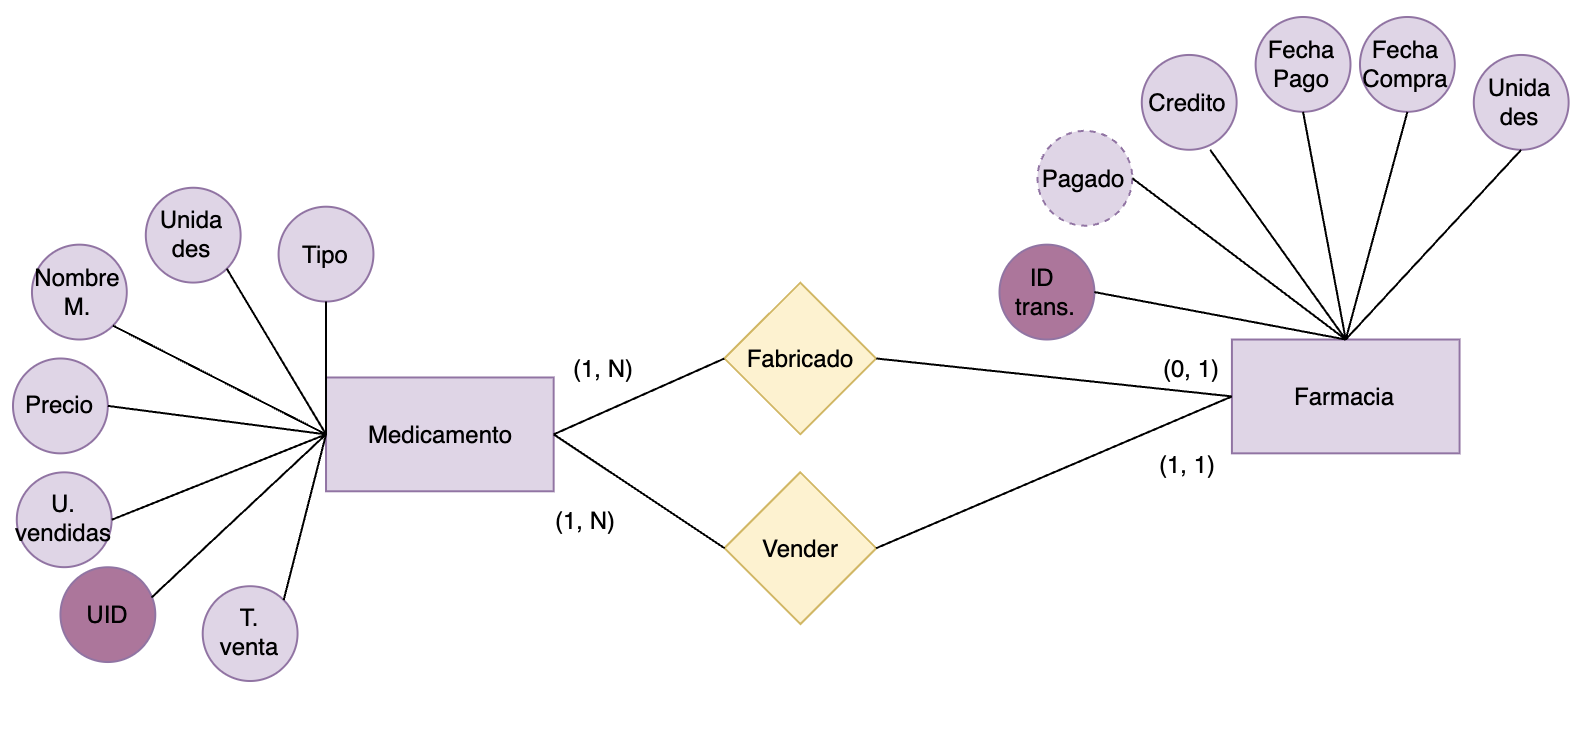 Fecha
Pago
Fecha
Compra
Credito
Unida
des
Pagado
Unida
des
Tipo
Nombre
M.
ID
trans.
Precio
(1, N)
Fabricado
(0, 1)
Farmacia
Medicamento
(1, 1)
U.
vendidas
(1, N)
Vender
UID
T.
venta